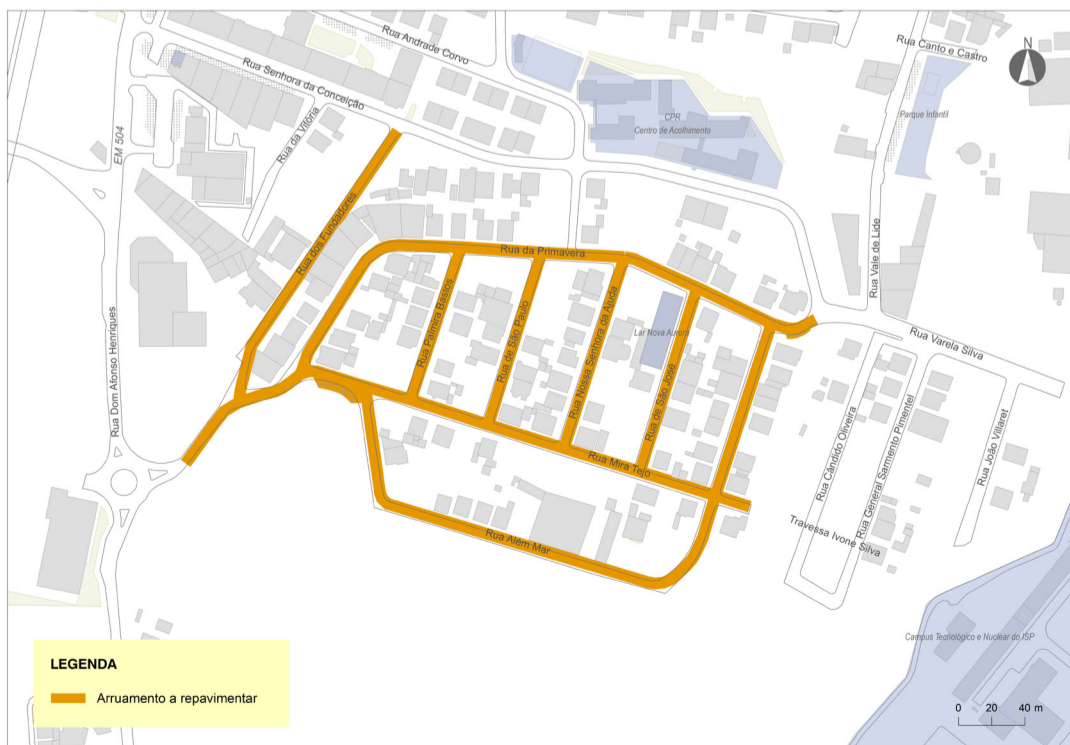 Rua Andrade Corvo
Rua Canto e Castro
N
Rua Senhora da Conceição
Parque Infantil
CPR
Centro de Acolhimento
EM 504
Rua da Vitória
Rua dos Fundadores
Rua da Primavera
Rua Vale de Lide
Rua Palmira Bastos
Rua de São Paulo
Rua Nossa Senhora da Ajuda
Lar Nova Aurora
Rua de São José
Rua Varela Silva
Rua Dom Afonso Henriques
Rua Mira Tejo
Rua Cândido Oliveira
Rua General Sarmento Pimentel
Rua João Villaret
Travessa Ivone Silva
Rua Além Mar
Campus Tecnológico e Nuclear do ISP
LEGENDA
Arruamento a repavimentar
0 20 40 m